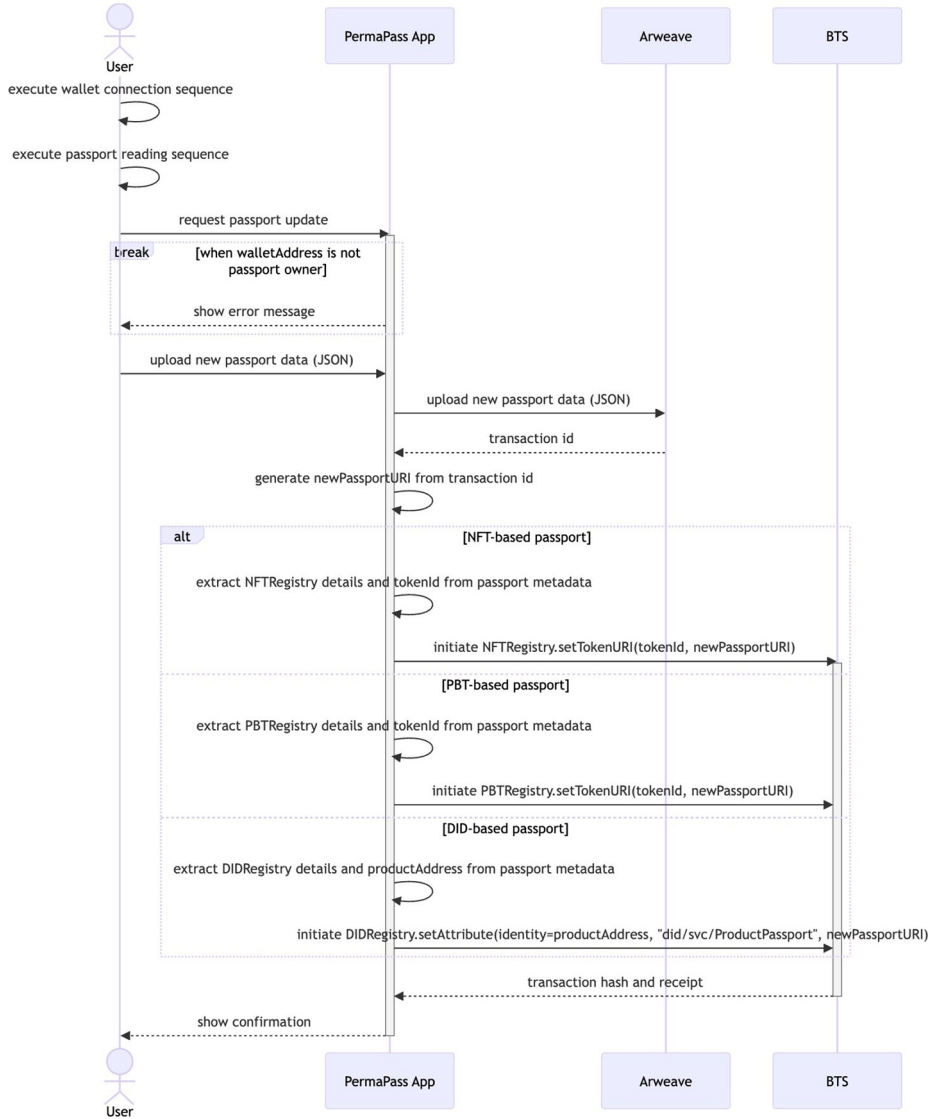 PermaPass App
Arweave
BTS
User
execute wallet connection sequence
execute passport reading sequence
request passport update
break
[when walletAddress is not
passport owner]
show error message
upload new passport data (JSON)
upload new passport data (JSON)
transaction id
generate newPassportURI from transaction id
alt
[NFT-based passport]
extract NFTRegistry details and tokenId from passport metadata
initiate NFTRegistry.setTokenURI(tokenId, newPassportURI)
[PBT-based passport]
extract PBTRegistry details and tokenId from passport metadata
initiate PBTRegistry.setTokenURI(tokenId, newPassportURI)
[DID-based passport]
extract DIDRegistry details and productAddress from passport metadata
initiate DIDRegistry.setAttribute(identity=productAddress, "did/svc/ProductPassport", newPassportURI)
transaction hash and receipt
show confirmation
PermaPass App
Arweave
BTS
User